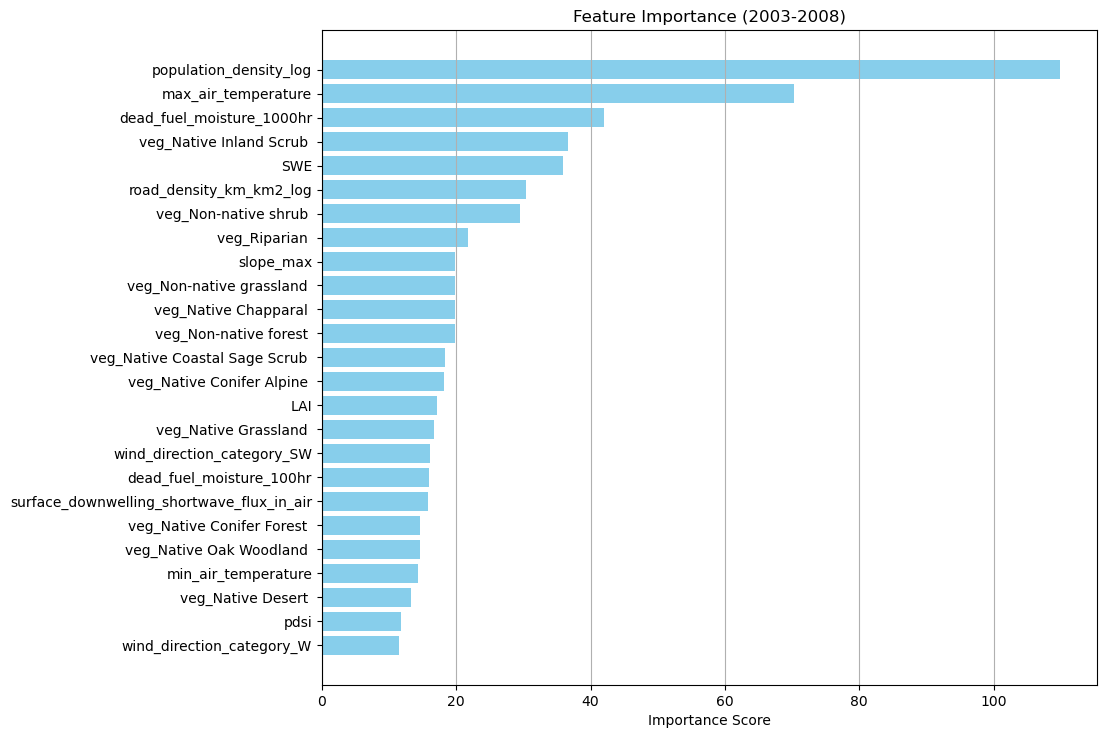 Feature Importance (2003-2008)
population_density_log
max_air_temperature
dead_fuel_moisture_1000hr
veg_Native Inland Scrub
SWE
road_density_km_km2_log
veg_Non-native shrub
veg_Riparian
slope_max
veg_Non-native grassland
veg_Native Chapparal
veg_Non-native forest
veg_Native Coastal Sage Scrub
veg_Native Conifer Alpine
LAI
veg_Native Grassland
wind_direction_category_SW
dead_fuel_moisture_100hr
surface_downwelling_shortwave_flux_in_air
veg_Native Conifer Forest
veg_Native Oak Woodland
min_air_temperature
veg_Native Desert
pdsi
wind_direction_category_W
0 20 40 60 80 100
Importance Score